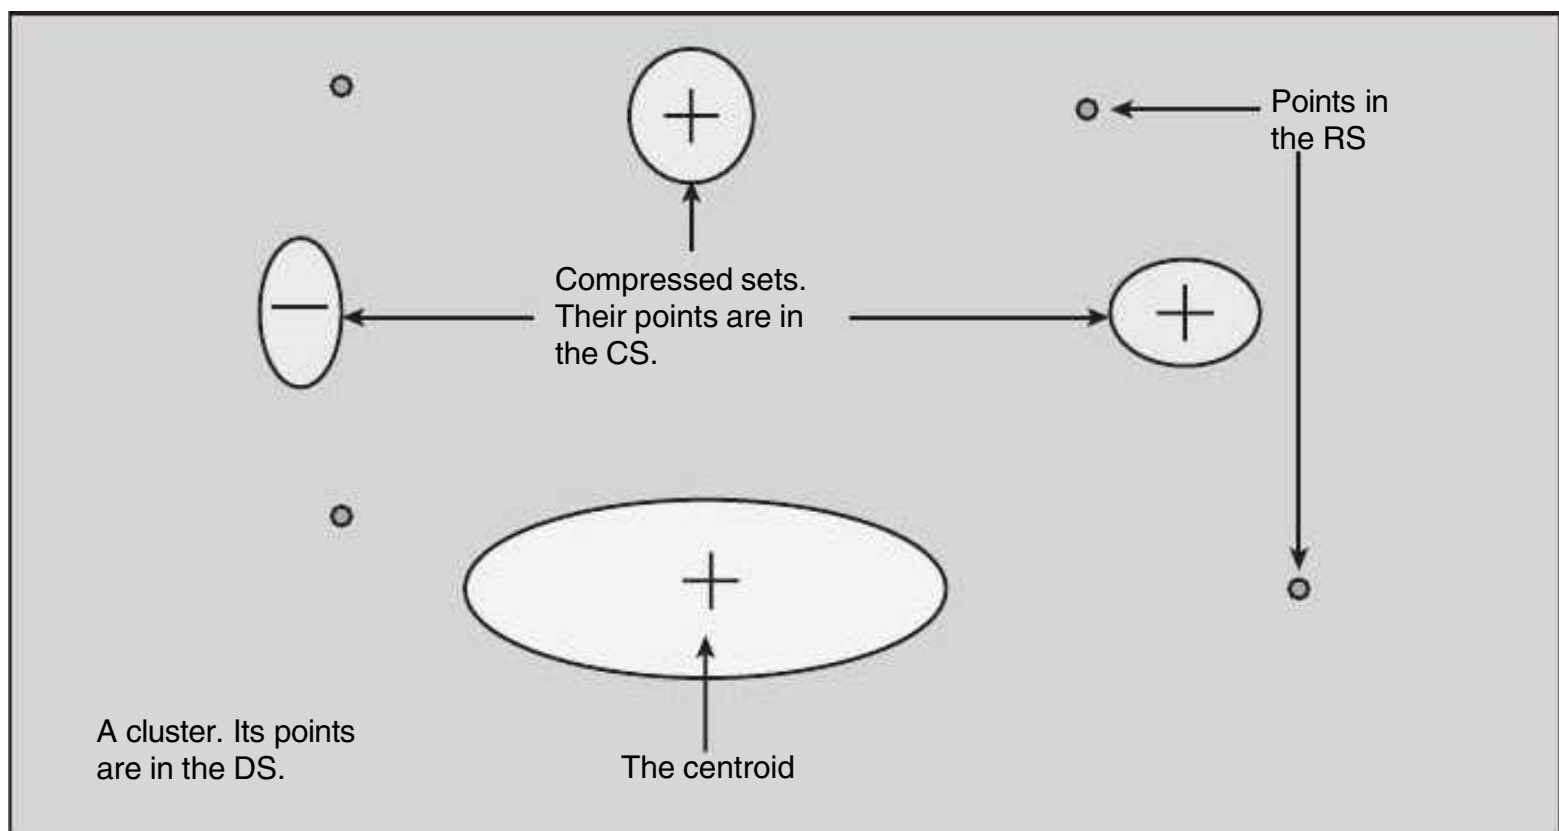 Points in
the RS
Compressed sets.
Their points are in
the CS.
A cluster. Its points
are in the DS.
The centroid